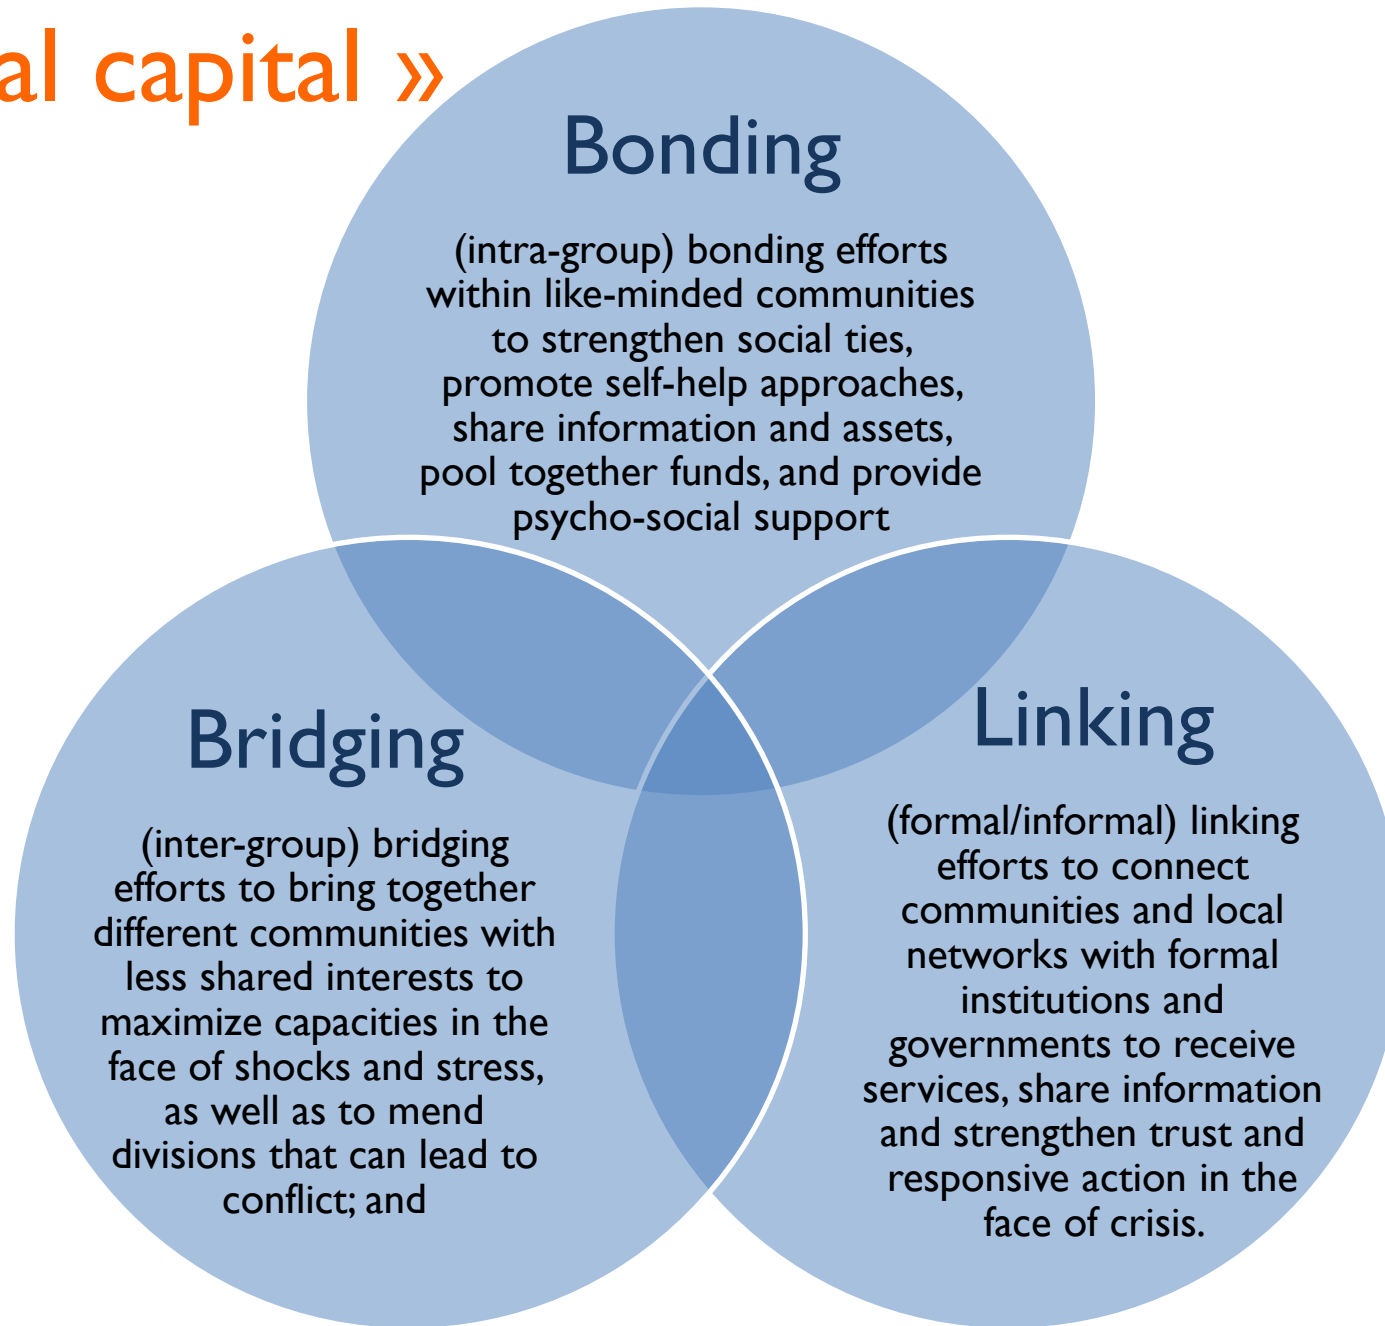 al capital »
Bonding
(intra-group) bonding efforts
within like-minded communities
to strengthen social ties,
promote self-help approaches,
share information and assets,
pool together funds, and provide
psycho-social support
Bridging
(inter-group) bridging
efforts to bring together
different communities with
less shared interests to
maximize capacities in the
face of shocks and stress,
as well as to mend
divisions that can lead to
conflict; and
Linking
(formal/informal) linking
efforts to connect
communities and local
networks with formal
institutions and
governments to receive
services, share information
and strengthen trust and
responsive action in the
face of crisis.